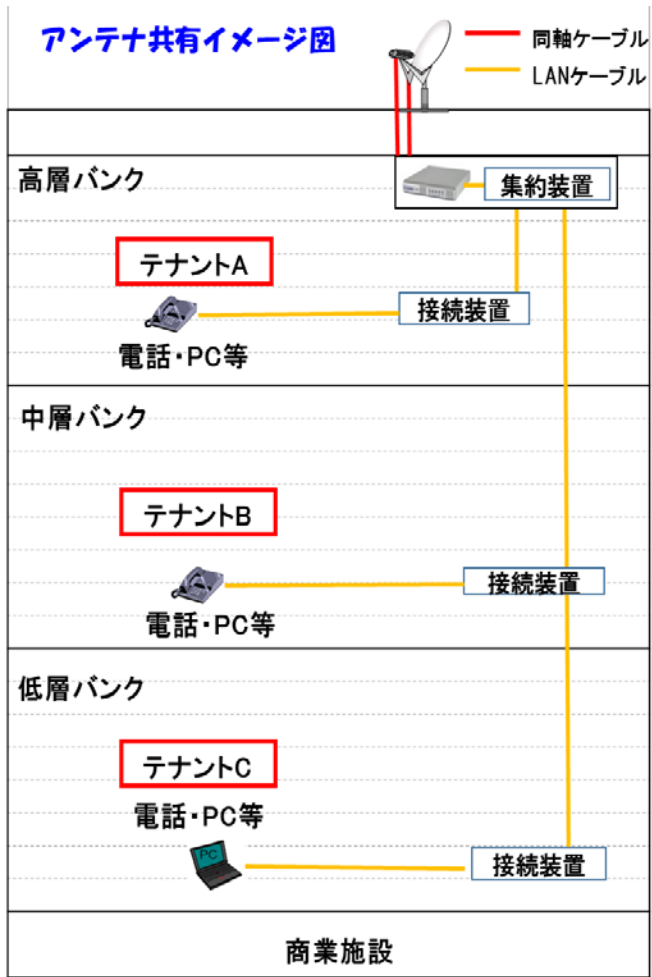 アンテナ共有イメージ図
同軸ケーブル
LANケーブル
高層バンク
集約装置
テナントA
接続装置
電話・PC等
中層バンク
テナントB
接続装置
電話・PC等
低層バンク
テナントC
電話・PC等
PC
接続装置
商業施設